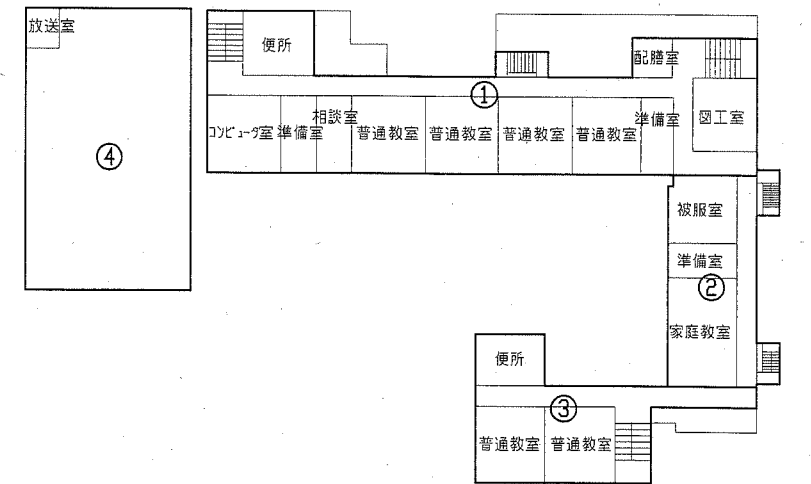 放送室
便所
配膳室
①
コンピュータ室
準備室
相談室
普通教室
普通教室
普通教室
普通教室
準備室
図工室
④
被服室
準備室
②
家庭教室
便所
③
普通教室
普通教室